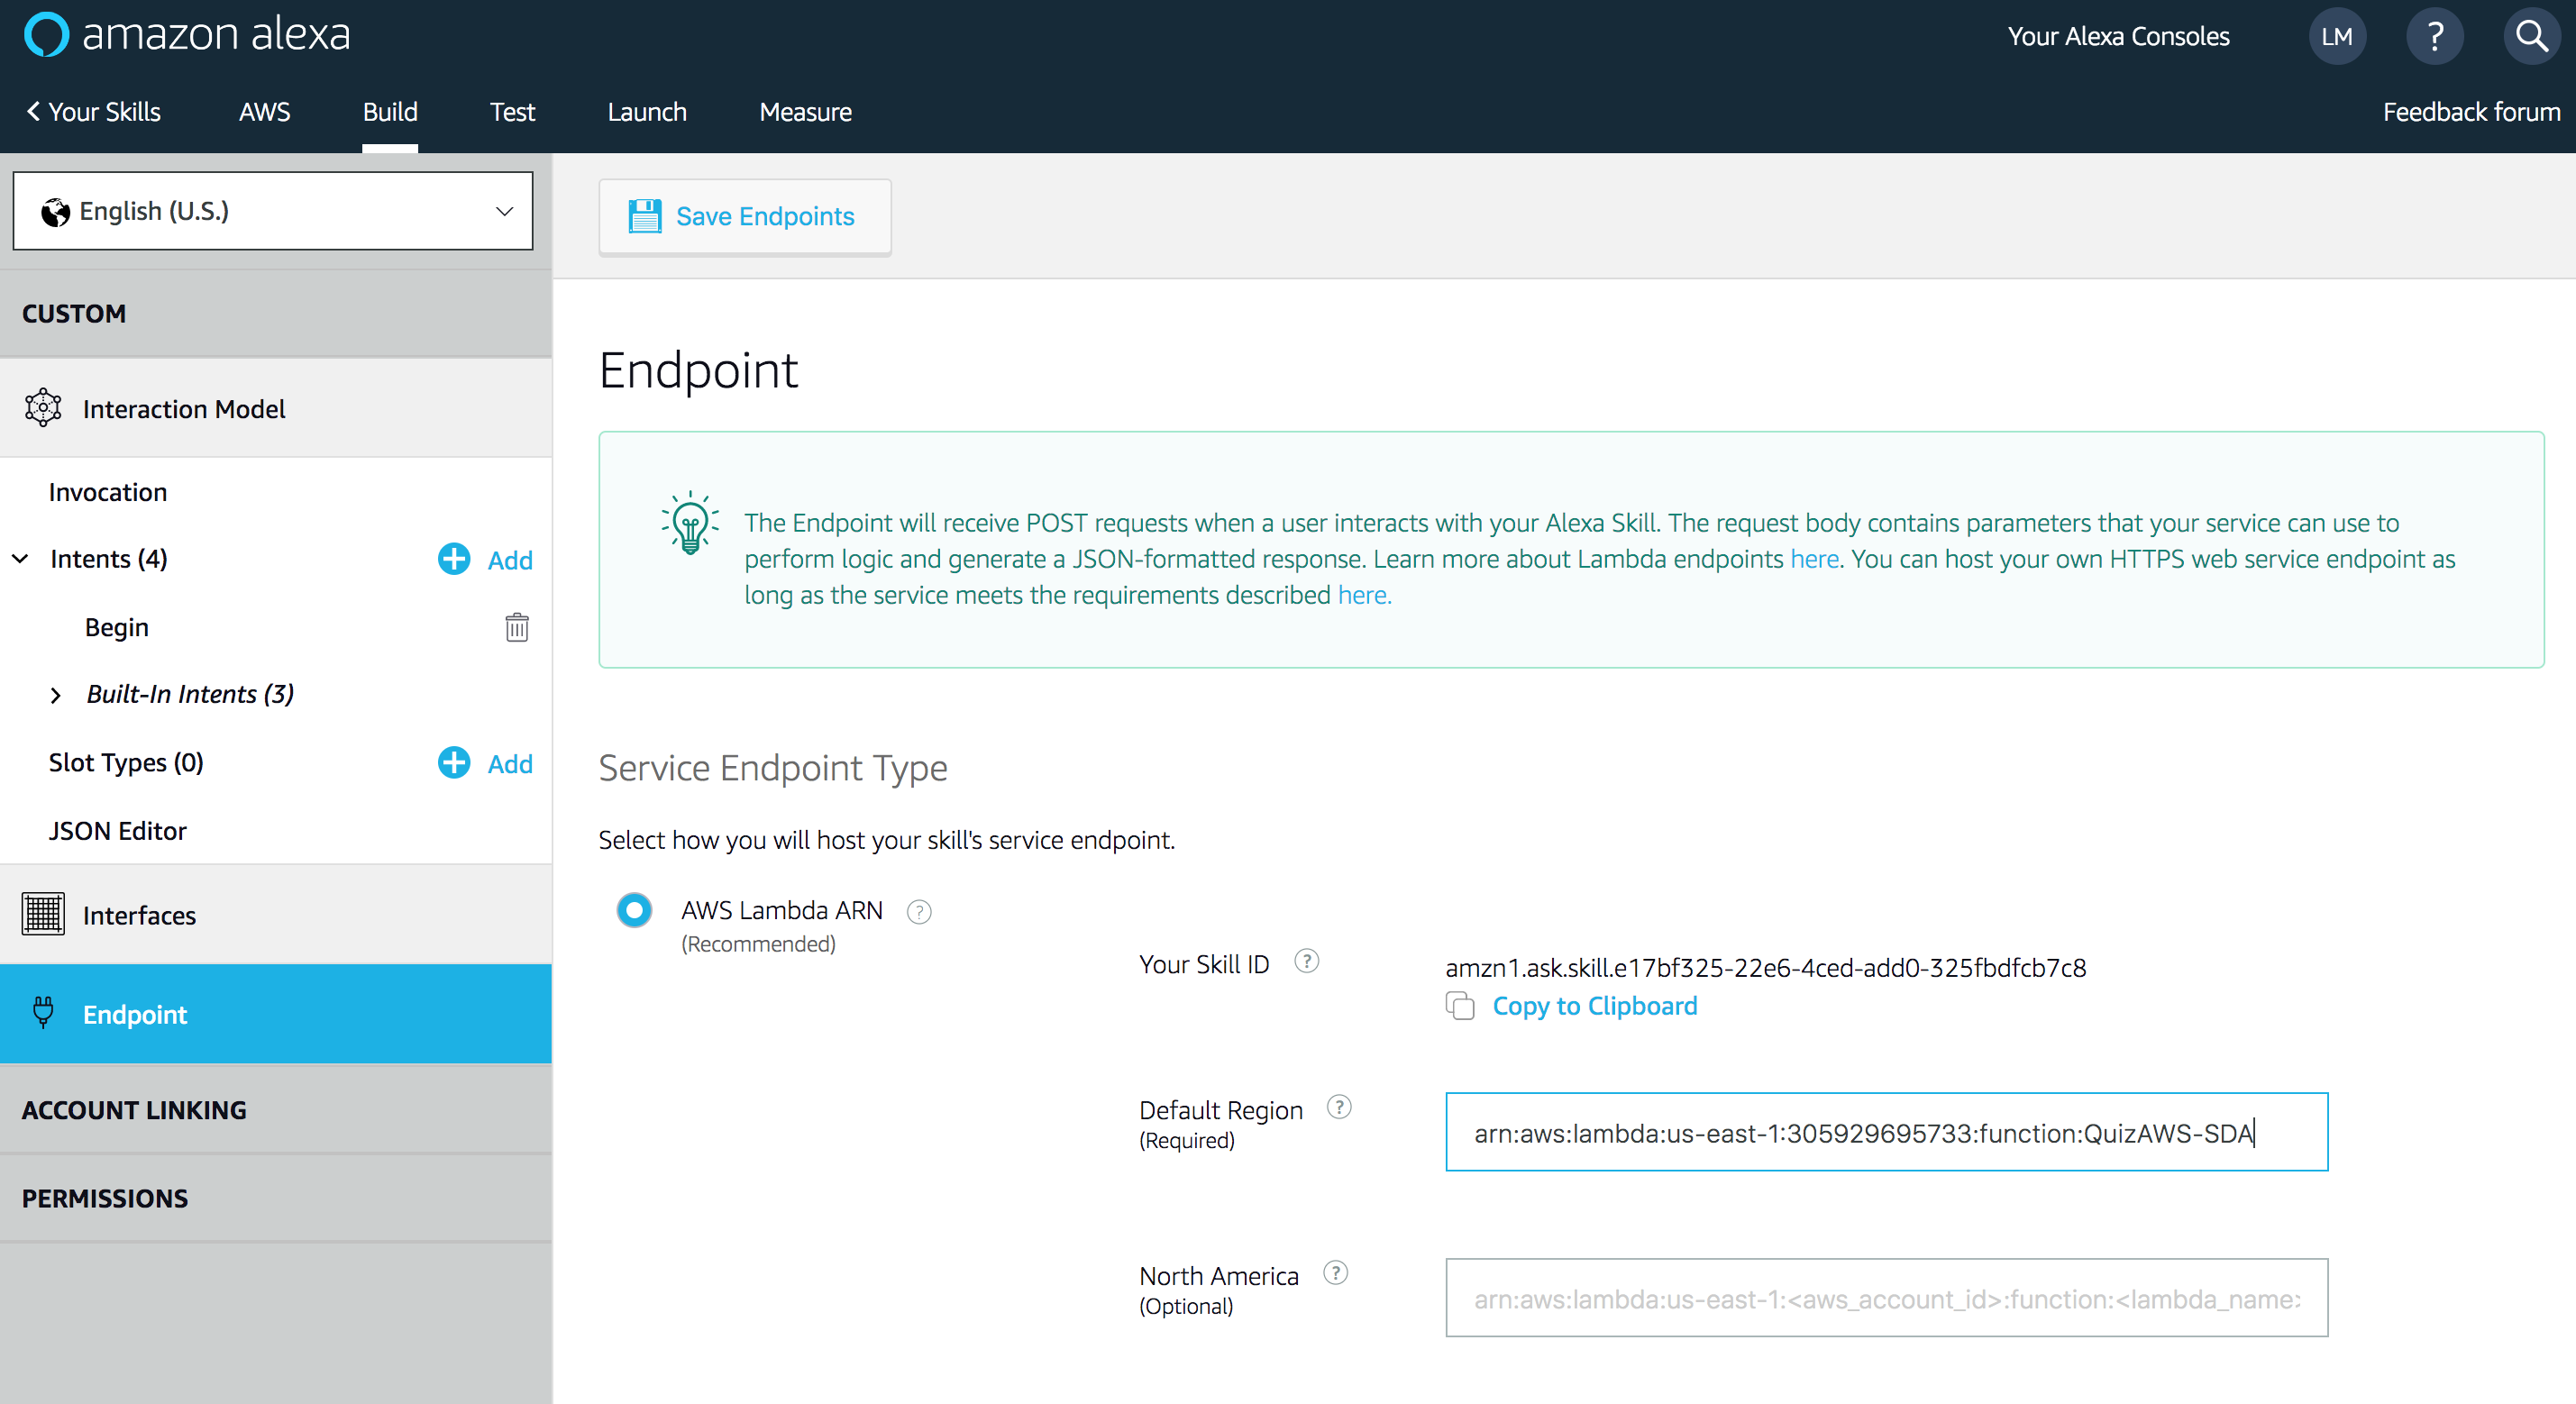 amazon alexa
Your Alexa Consoles
LM
?
Your Skills
AWS
Build
Test
Launch
Measure
Feedback forum
English (U.S.)
Save Endpoints
CUSTOM
Interaction Model
Invocation
Intents (4)
Add
Begin
Built-In Intents (3)
Slot Types (0)
Add
JSON Editor
Interfaces
Endpoint
ACCOUNT LINKING
PERMISSIONS
Endpoint
The Endpoint will receive POST requests when a user interacts with your Alexa Skill. The request body contains parameters that your service can use to
perform logic and generate a JSON-formatted response. Learn more about Lambda endpoints here. You can host your own HTTPS web service endpoint as
long as the service meets the requirements described here.
Service Endpoint Type
Select how you will host your skill's service endpoint.
AWS Lambda ARN ?
(Recommended)
Your Skill ID ?
amzn1.ask.skill.e17bf325-22e6-4ced-add0-325fbdfcb7c8
Copy to Clipboard
Default Region ?
(Required)
arn:aws:lambda:us-east-1:305929695733:function:QuizAWS-SDA
North America ?
(Optional)
arn:aws:lambda:us-east-1:<aws_account_id>:function:<lambda_name>